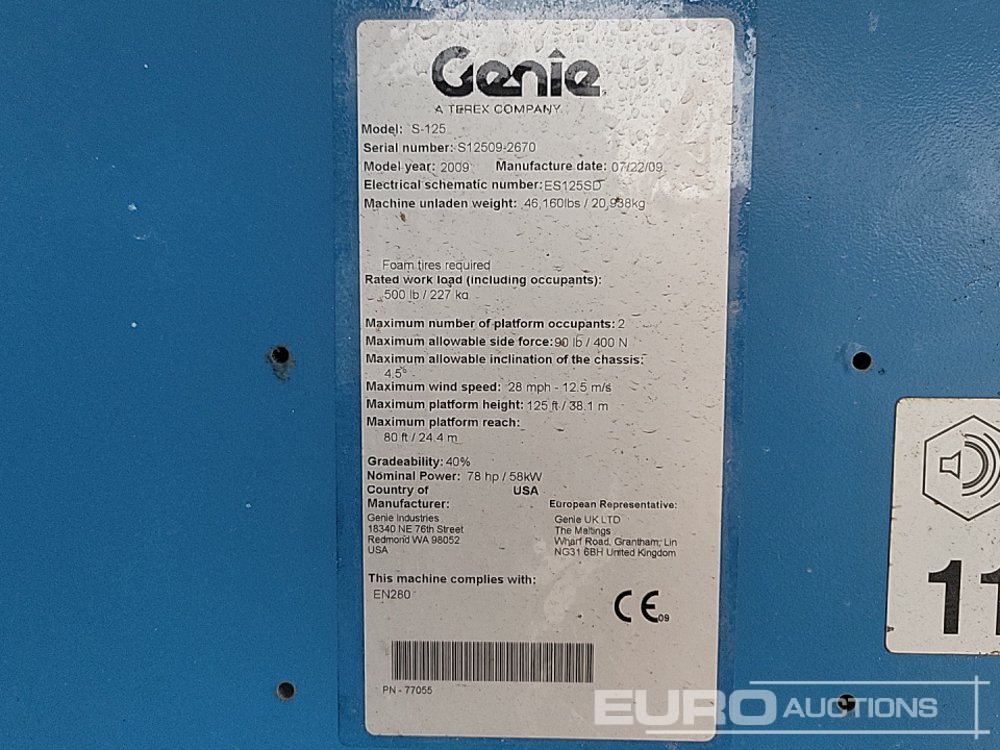 Genie
A TEREX COMPANY
Model: S-125
Serial number: S12509-2670
Model year: 2009 Manufacture date: 07/22/09
Electrical schematic number: ES125SD
Machine unladen weight: 46,160lbs / 20,938kg
Foam tires required
Rated work load (including occupants):
500 lb / 227 kg
Maximum number of platform occupants: 2
Maximum allowable side force: 90 lb / 400 N
Maximum allowable inclination of the chassis:
4.5°
Maximum wind speed: 28 mph - 12.5 m/s
Maximum platform height: 125 ft / 38.1 m
Maximum platform reach:
80 ft / 24.4 m
Gradeability: 40%
Nominal Power: 78 hp / 58kW
Country of USA
Manufacturer: European Representative:
Genie Industries Genie UK LTD
18340 NE 76th Street The Maltings
Redmond WA 98052 Wharf Road, Grantham, Lin
USA NG31 6BH United Kingdom
This machine complies with:
EN280
CE 09
PN - 77055
11
EURO AUCTIONS